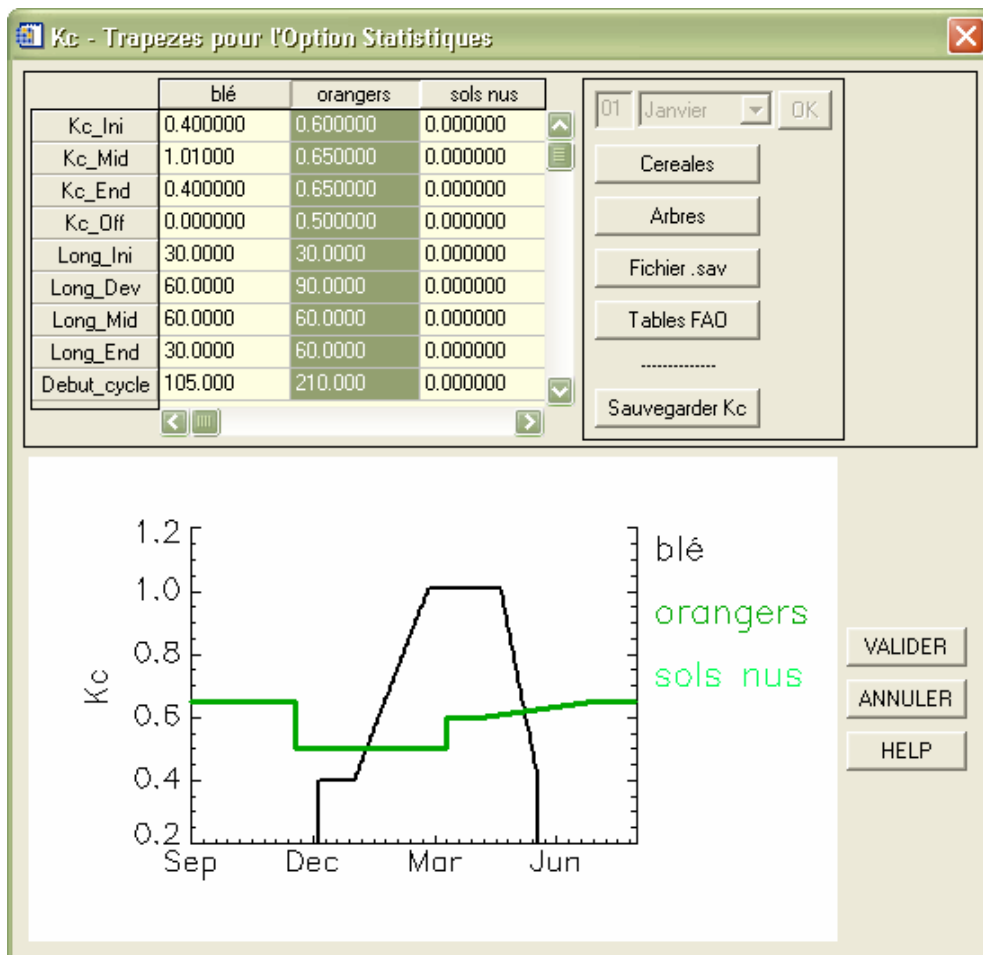 Kc - Trapezes pour l'Option Statistiques
blé orangers sols nus
Kc_Ini 0.400000 0.600000 0.000000
Kc_Mid 1.01000 0.650000 0.000000
Kc_End 0.400000 0.650000 0.000000
Kc_Off 0.000000 0.500000 0.000000
Long_Ini 30.0000 30.0000 0.000000
Long_Dev 60.0000 90.0000 0.000000
Long_Mid 60.0000 60.0000 0.000000
Long_End 30.0000 60.0000 0.000000
Debut_cycle 105.000 210.000 0.000000
01 Janvier OK
Cereales
Arbres
Fichier .sav
Tables FAO
--------------
Sauvegarder Kc
1.2
1.0
0.8
0.6
0.4
0.2
Kc
Sep Dec Mar Jun
blé
orangers
sols nus
VALIDER
ANNULER
HELP